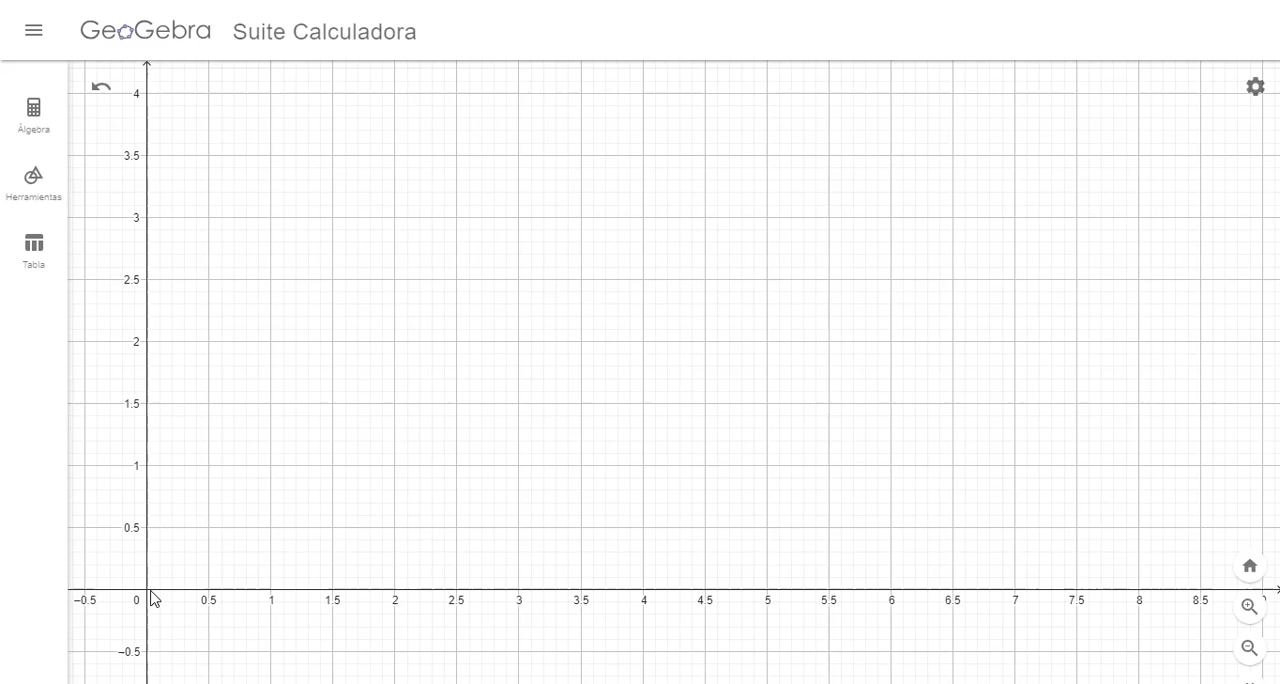 GeoGebra Suite Calculadora
Álgebra
Herramientas
Tabla
4
3.5
3
2.5
2
1.5
1
0.5
−0.5 0 0.5 1 1.5 2 2.5 3 3.5 4 4.5 5 5.5 6 6.5 7 7.5 8 8.5
−0.5